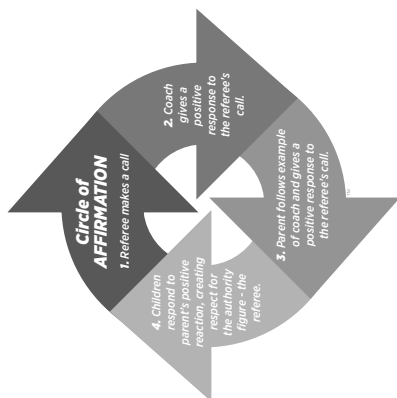 Circle of
AFFIRMATION
1. Referee makes a call
2. Coach
gives a
positive
response to
the referee's
call.
3. Parent follows example
of coach and gives a
positive response to
the referee's call.
4. Children
respond to
parent's positive
reaction, creating
respect for
the authority
figure - the
referee.
TM